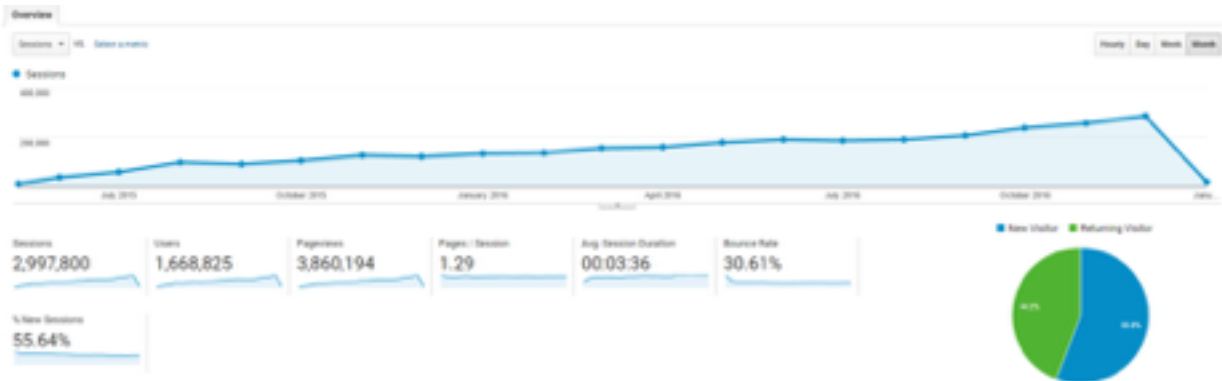 Overview
Sessions VS. Select a metric
Hourly Day Week Month
Sessions
400,000
200,000
July 2015 October 2015 January 2016 April 2016 July 2016 October 2016 Janu...
New Visitor Returning Visitor
Sessions Users Pageviews Pages / Session Avg. Session Duration Bounce Rate
2,997,800 1,668,825 3,860,194 1.29 00:03:36 30.61%
% New Sessions
55.64%